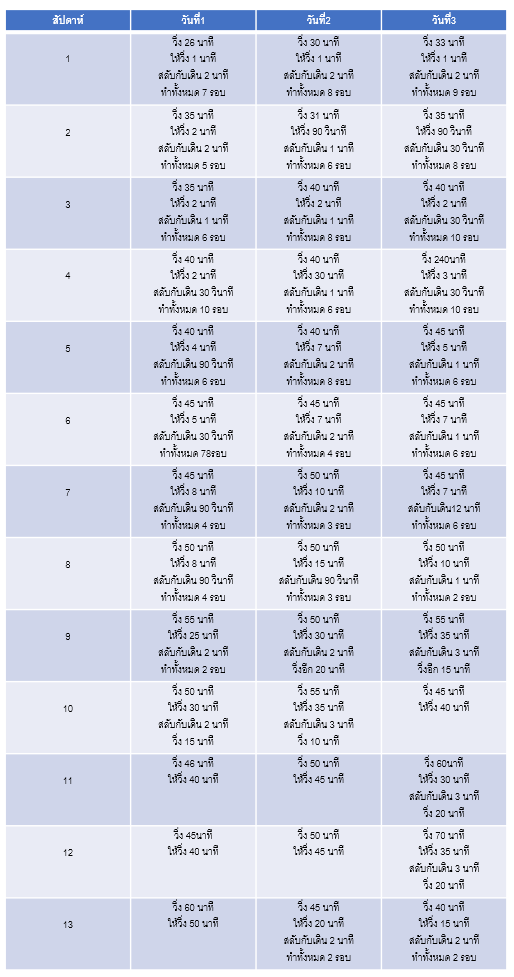 สัปดาห์ วันที่1 วันที่2 วันที่3
1
วิ่ง 26 นาที
ให้วิ่ง 1 นาที
สลับกับเดิน 2 นาที
ทำทั้งหมด 7 รอบ
วิ่ง 30 นาที
ให้วิ่ง 1 นาที
สลับกับเดิน 2 นาที
ทำทั้งหมด 8 รอบ
วิ่ง 33 นาที
ให้วิ่ง 1 นาที
สลับกับเดิน 2 นาที
ทำทั้งหมด 9 รอบ
2
วิ่ง 35 นาที
ให้วิ่ง 2 นาที
สลับกับเดิน 2 นาที
ทำทั้งหมด 5 รอบ
วิ่ง 31 นาที
ให้วิ่ง 90 วินาที
สลับกับเดิน 1 นาที
ทำทั้งหมด 6 รอบ
วิ่ง 35 นาที
ให้วิ่ง 90 วินาที
สลับกับเดิน 30 วินาที
ทำทั้งหมด 8 รอบ
3
วิ่ง 35 นาที
ให้วิ่ง 2 นาที
สลับกับเดิน 1 นาที
ทำทั้งหมด 6 รอบ
วิ่ง 40 นาที
ให้วิ่ง 2 นาที
สลับกับเดิน 1 นาที
ทำทั้งหมด 8 รอบ
วิ่ง 40 นาที
ให้วิ่ง 2 นาที
สลับกับเดิน 30 วินาที
ทำทั้งหมด 10 รอบ
4
วิ่ง 40 นาที
ให้วิ่ง 2 นาที
สลับกับเดิน 30 วินาที
ทำทั้งหมด 10 รอบ
วิ่ง 40 นาที
ให้วิ่ง 30 นาที
สลับกับเดิน 1 นาที
ทำทั้งหมด 6 รอบ
วิ่ง 240นาที
ให้วิ่ง 3 นาที
สลับกับเดิน 30 วินาที
ทำทั้งหมด 10 รอบ
5
วิ่ง 40 นาที
ให้วิ่ง 4 นาที
สลับกับเดิน 90 วินาที
ทำทั้งหมด 6 รอบ
วิ่ง 40 นาที
ให้วิ่ง 7 นาที
สลับกับเดิน 2 นาที
ทำทั้งหมด 8 รอบ
วิ่ง 45 นาที
ให้วิ่ง 5 นาที
สลับกับเดิน 1 นาที
ทำทั้งหมด 6 รอบ
6
วิ่ง 45 นาที
ให้วิ่ง 5 นาที
สลับกับเดิน 30 วินาที
ทำทั้งหมด 78รอบ
วิ่ง 45 นาที
ให้วิ่ง 7 นาที
สลับกับเดิน 2 นาที
ทำทั้งหมด 4 รอบ
วิ่ง 45 นาที
ให้วิ่ง 7 นาที
สลับกับเดิน 1 นาที
ทำทั้งหมด 6 รอบ
7
วิ่ง 45 นาที
ให้วิ่ง 8 นาที
สลับกับเดิน 90 วินาที
ทำทั้งหมด 4 รอบ
วิ่ง 50 นาที
ให้วิ่ง 10 นาที
สลับกับเดิน 2 นาที
ทำทั้งหมด 3 รอบ
วิ่ง 45 นาที
ให้วิ่ง 7 นาที
สลับกับเดิน12 นาที
ทำทั้งหมด 6 รอบ
8
วิ่ง 50 นาที
ให้วิ่ง 8 นาที
สลับกับเดิน 90 วินาที
ทำทั้งหมด 4 รอบ
วิ่ง 50 นาที
ให้วิ่ง 15 นาที
สลับกับเดิน 90 วินาที
ทำทั้งหมด 3 รอบ
วิ่ง 50 นาที
ให้วิ่ง 10 นาที
สลับกับเดิน 1 นาที
ทำทั้งหมด 2 รอบ
9
วิ่ง 55 นาที
ให้วิ่ง 25 นาที
สลับกับเดิน 2 นาที
ทำทั้งหมด 2 รอบ
วิ่ง 50 นาที
ให้วิ่ง 30 นาที
สลับกับเดิน 2 นาที
วิ่งอีก 20 นาที
วิ่ง 55 นาที
ให้วิ่ง 35 นาที
สลับกับเดิน 3 นาที
วิ่งอีก 15 นาที
10
วิ่ง 50 นาที
ให้วิ่ง 30 นาที
สลับกับเดิน 2 นาที
วิ่ง 15 นาที
วิ่ง 55 นาที
ให้วิ่ง 35 นาที
สลับกับเดิน 3 นาที
วิ่ง 10 นาที
วิ่ง 45 นาที
ให้วิ่ง 40 นาที
11
วิ่ง 46 นาที
ให้วิ่ง 40 นาที
วิ่ง 50 นาที
ให้วิ่ง 45 นาที
วิ่ง 60นาที
ให้วิ่ง 30 นาที
สลับกับเดิน 3 นาที
วิ่ง 20 นาที
12
วิ่ง 45นาที
ให้วิ่ง 40 นาที
วิ่ง 50 นาที
ให้วิ่ง 45 นาที
วิ่ง 70 นาที
ให้วิ่ง 35 นาที
สลับกับเดิน 3 นาที
วิ่ง 20 นาที
13
วิ่ง 60 นาที
ให้วิ่ง 50 นาที
วิ่ง 45 นาที
ให้วิ่ง 20 นาที
สลับกับเดิน 2 นาที
ทำทั้งหมด 2 รอบ
วิ่ง 40 นาที
ให้วิ่ง 15 นาที
สลับกับเดิน 2 นาที
ทำทั้งหมด 2 รอบ